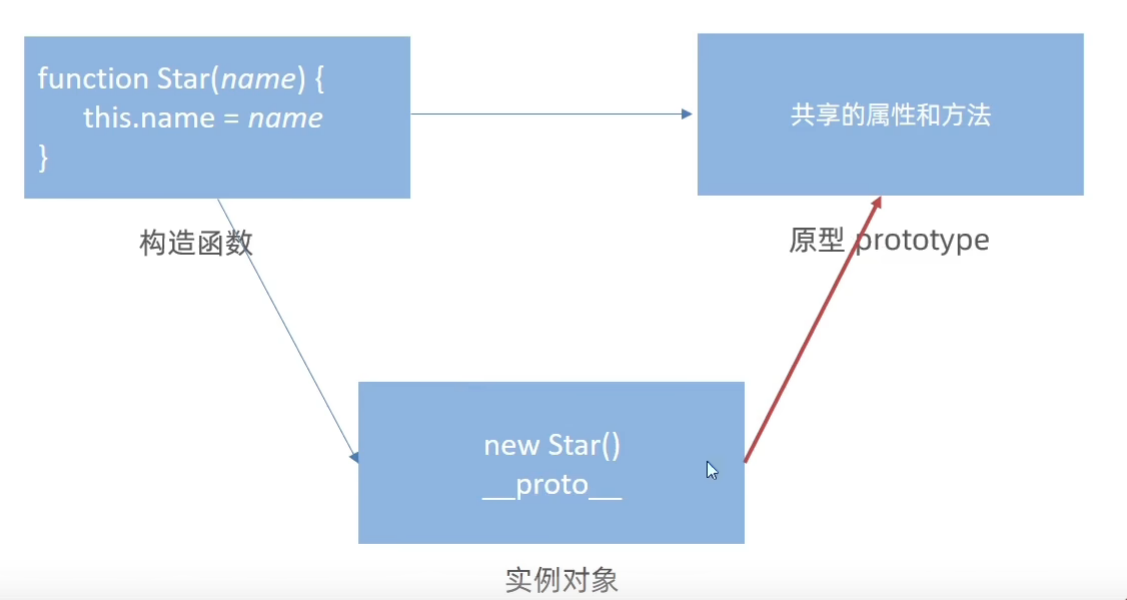 function Star(name) {
this.name = name
}
共享的属性和方法
构造函数
原型 prototype
new Star()
__proto__
实例对象